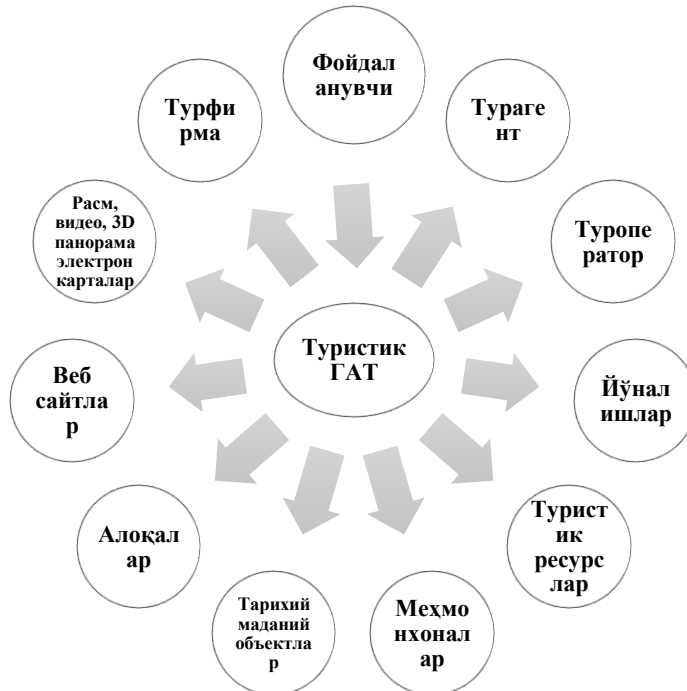 Фойдал
анувчи
Тураге
нт
Туропе
ратор
Йўнал
ишлар
Турист
ик
ресурс
лар
Меҳмо
нхонал
ар
Тарихий
маданий
объектла
р
Алоқал
ар
Веб
сайтла
р
Расм,
видео, 3D
панорама
электрон
карталар
Турфи
рма
Туристик
ГАТ